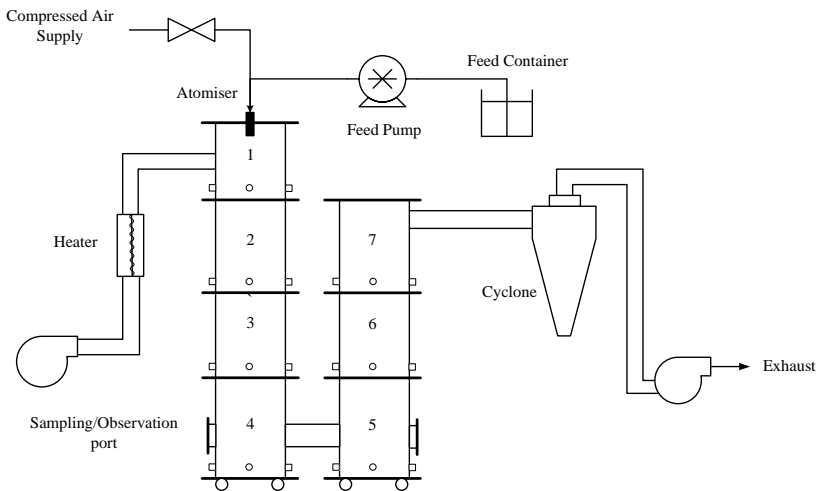 Compressed Air
Supply
Feed Container
Atomiser
Feed Pump
1
2
7
Heater
Cyclone
3
6
Exhaust
Sampling/Observation
port
4
5